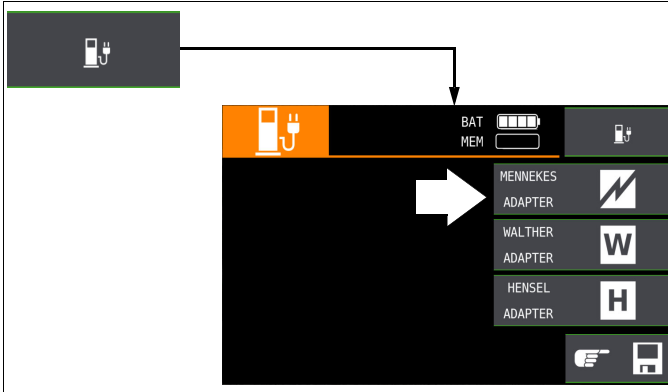 BAT
MEM
MENNEKES
ADAPTER
WALTHER
ADAPTER
W
HENSEL
ADAPTER
H